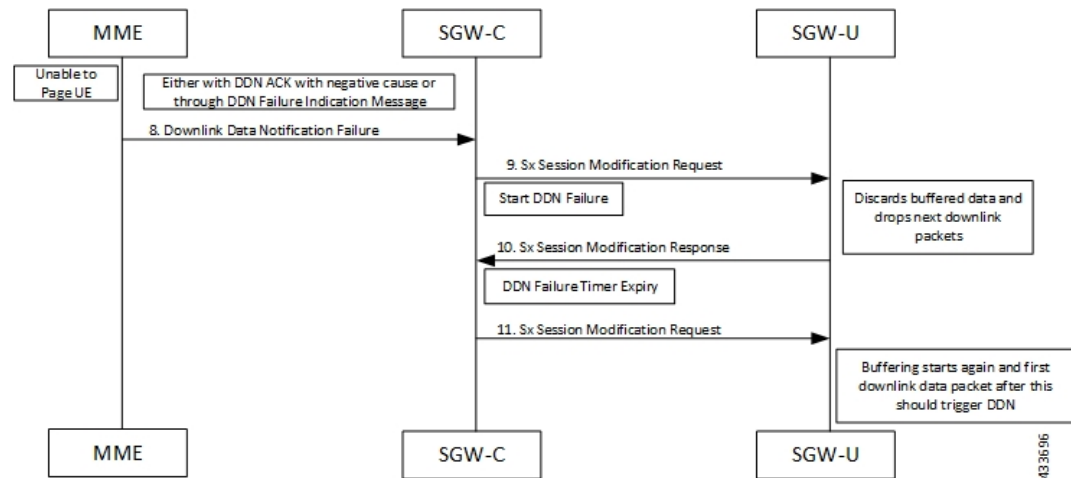 MME
SGW-C
SGW-U
Unable to
Page UE
Either with DDN ACK with negative cause or
through DDN Failure Indication Message
8. Downlink Data Notification Failure
9. Sx Session Modification Request
Start DDN Failure
Discards buffered data and
drops next downlink
packets
10. Sx Session Modification Response
DDN Failure Timer Expiry
11. Sx Session Modification Request
Buffering starts again and first
downlink data packet after this
should trigger DDN
MME
SGW-C
SGW-U
433696